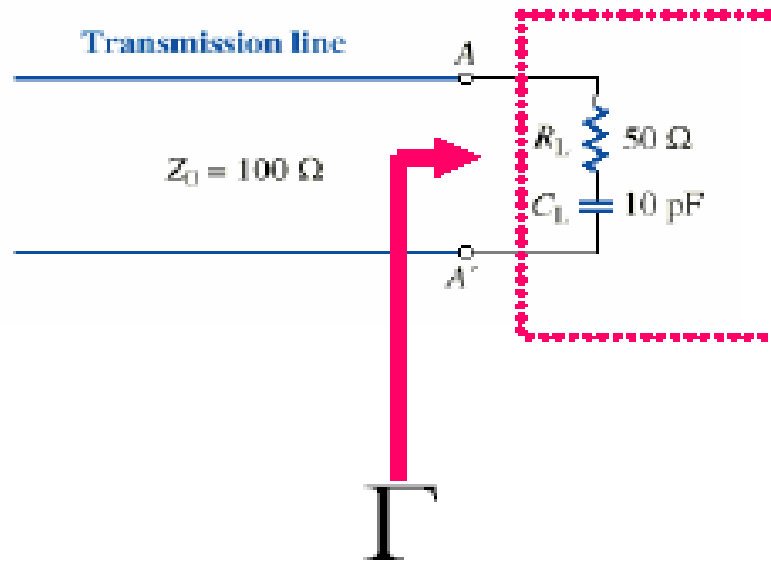 Transmission line
A
R_L 50 Ω
Z_0 = 100 Ω
C_L 10 pF
A′
Γ